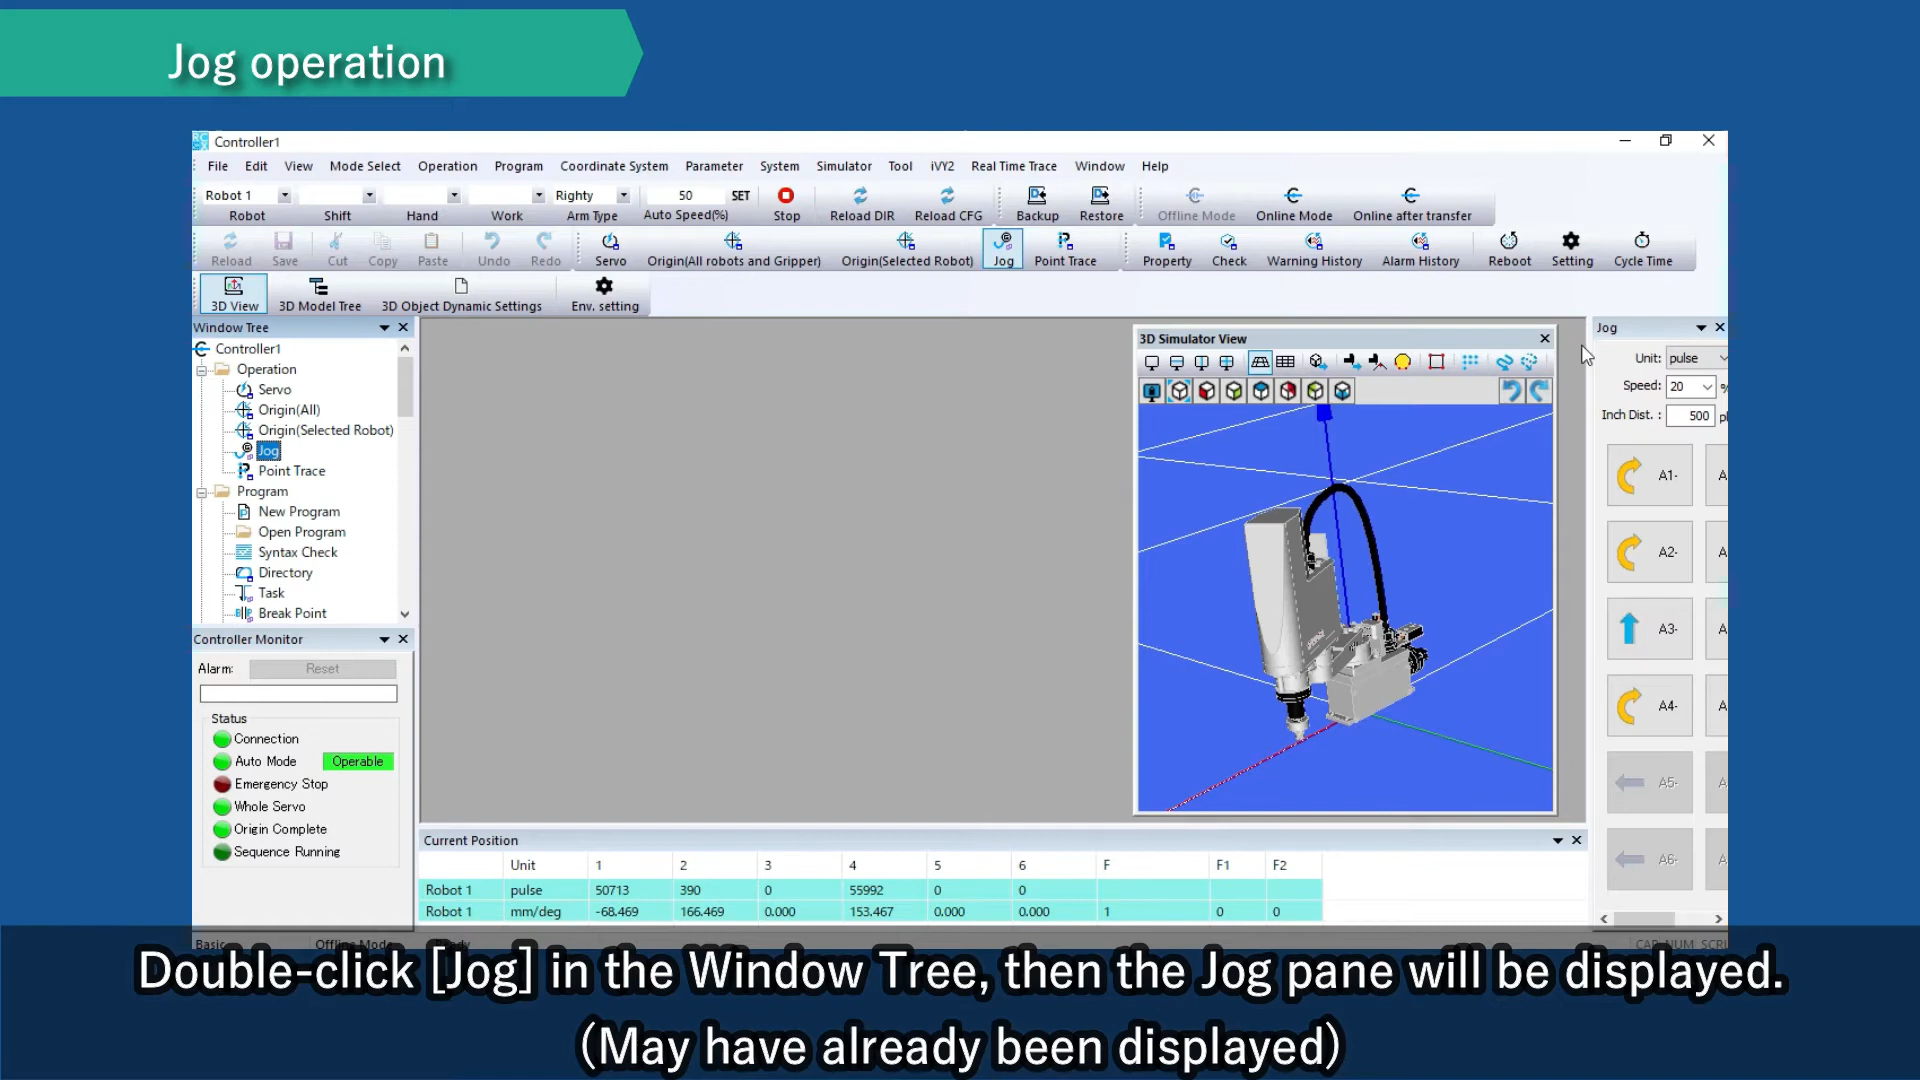 Jog operation
Controller1
File Edit View Mode Select Operation Program Coordinate System Parameter System Simulator Tool iVY2 Real Time Trace Window Help
Robot 1 Righty 50 SET
Robot Shift Hand Work Arm Type Auto Speed(%) Stop Reload DIR Reload CFG Backup Restore Offline Mode Online Mode Online after transfer
Reload Save Cut Copy Paste Undo Redo Servo Origin(All robots and Gripper) Origin(Selected Robot) Jog Point Trace Property Check Warning History Alarm History Reboot Setting Cycle Time
3D View 3D Model Tree 3D Object Dynamic Settings Env. setting
Window Tree
Controller1
Operation
Servo
Origin(All)
Origin(Selected Robot)
Jog
Point Trace
Program
New Program
Open Program
Syntax Check
Directory
Task
Break Point
Controller Monitor
Alarm: Reset
Status
Connection
Auto Mode Operable
Emergency Stop
Whole Servo
Origin Complete
Sequence Running
3D Simulator View
Jog
Unit: pulse
Speed: 20 %
Inch Dist. : 500
A1- A
A2- A
A3- A
A4- A
A5- A
A6- A
Current Position
Unit 1 2 3 4 5 6 F F1 F2
Robot 1 pulse 50713 390 0 55992 0 0
Robot 1 mm/deg -68.469 166.469 0.000 153.467 0.000 0.000 1 0 0
Basic Offline Mode Ready CAP NUM SCRL
Double-click [Jog] in the Window Tree, then the Jog pane will be displayed.
(May have already been displayed)